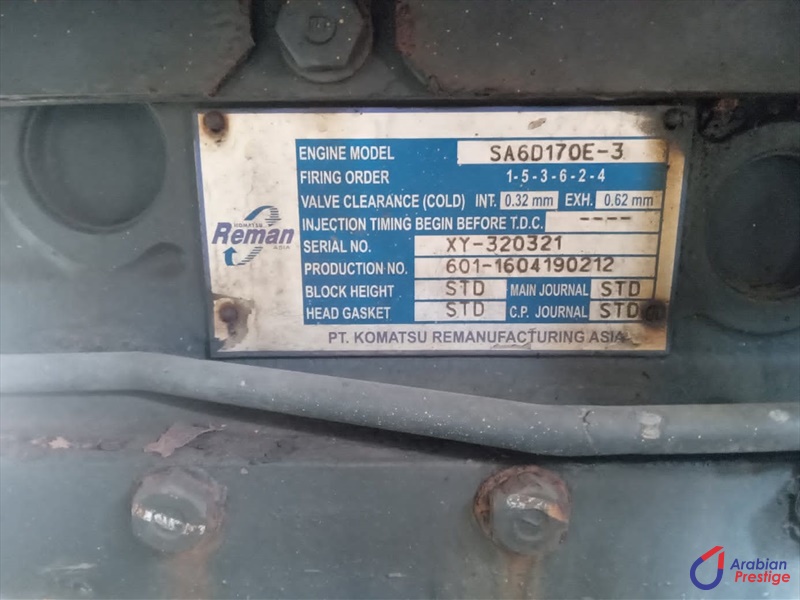 ENGINE MODEL SA6D170E-3
FIRING ORDER 1-5-3-6-2-4
VALVE CLEARANCE (COLD) INT. 0.32 mm EXH. 0.62 mm
INJECTION TIMING BEGIN BEFORE T.D.C. ----
KOMATSU
Reman
ASIA
SERIAL NO. XY-320321
PRODUCTION NO. 601-1604190212
BLOCK HEIGHT STD MAIN JOURNAL STD
HEAD GASKET STD C.P. JOURNAL STD
PT. KOMATSU REMANUFACTURING ASIA
Arabian
Prestige